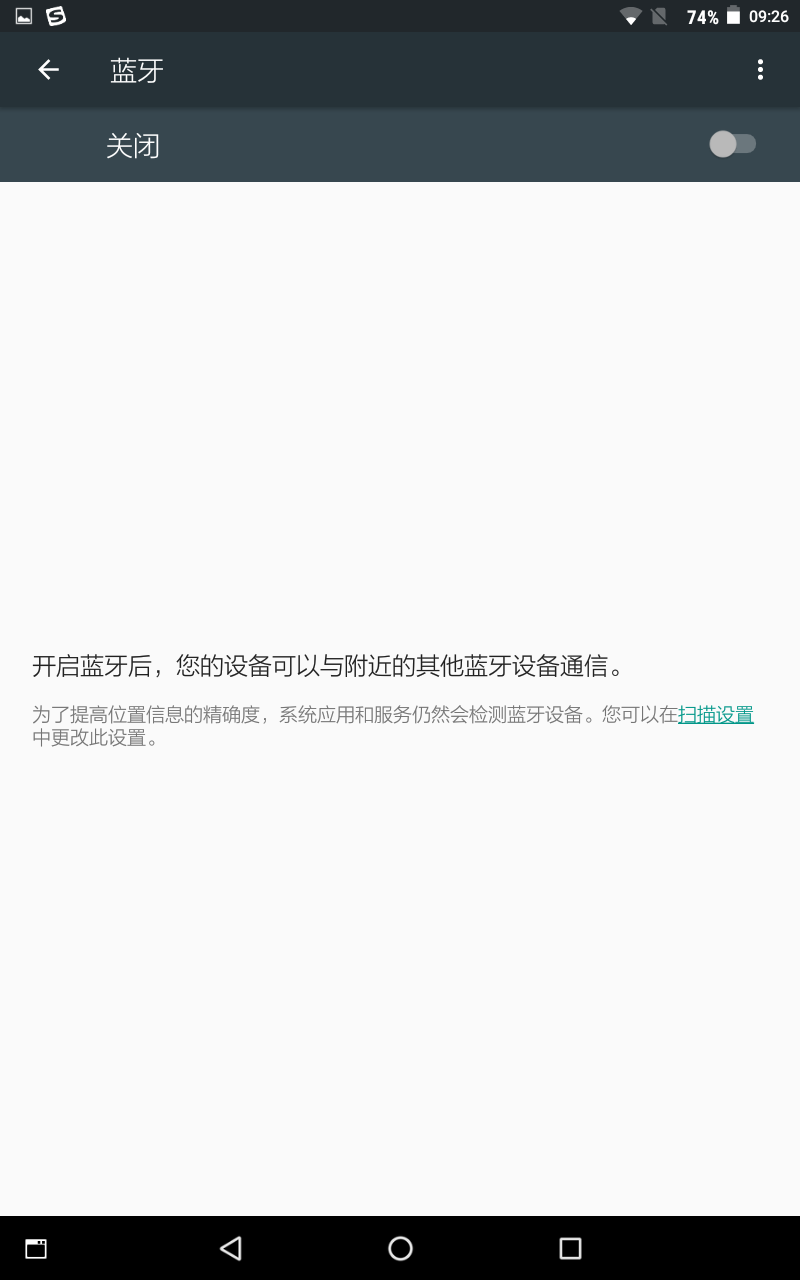 74% 09:26
蓝牙
关闭
开启蓝牙后，您的设备可以与附近的其他蓝牙设备通信。
为了提高位置信息的精确度，系统应用和服务仍然会检测蓝牙设备。您可以在扫描设置
中更改此设置。